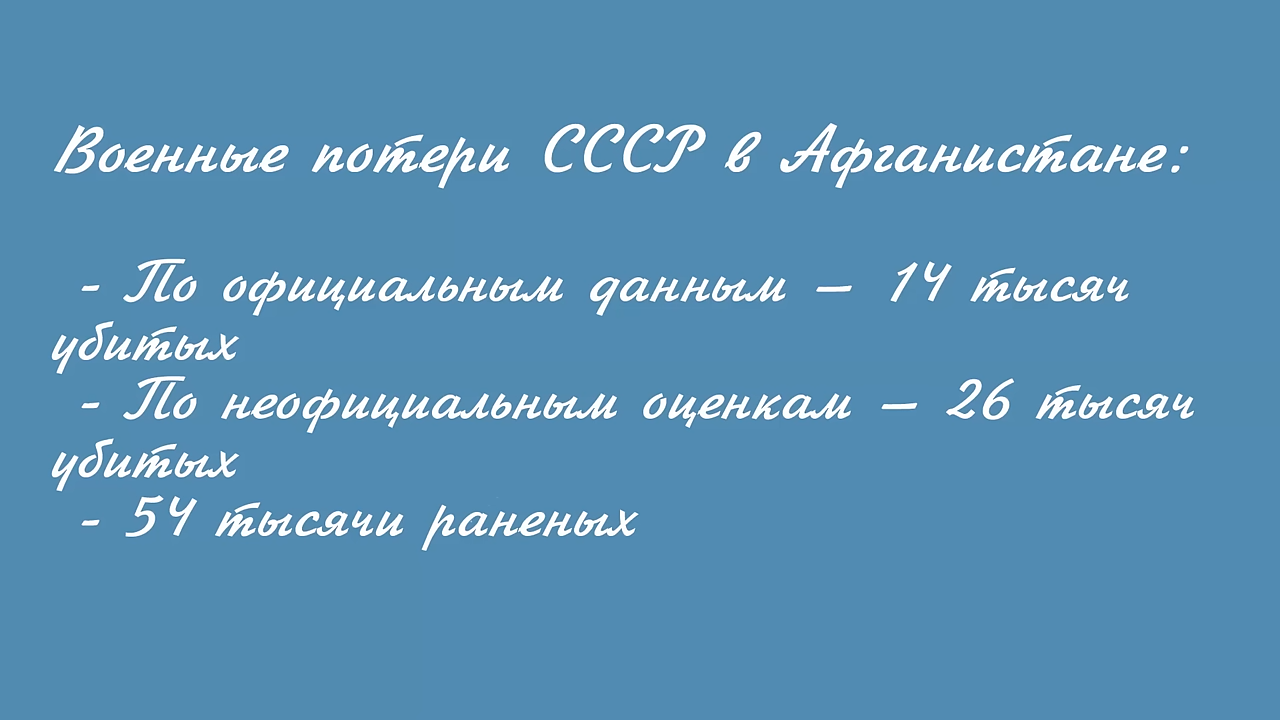 Военные потери СССР в Афганистане:
- По официальным данным – 14 тысяч
убитых
- По неофициальным оценкам – 26 тысяч
убитых
- 54 тысячи раненых